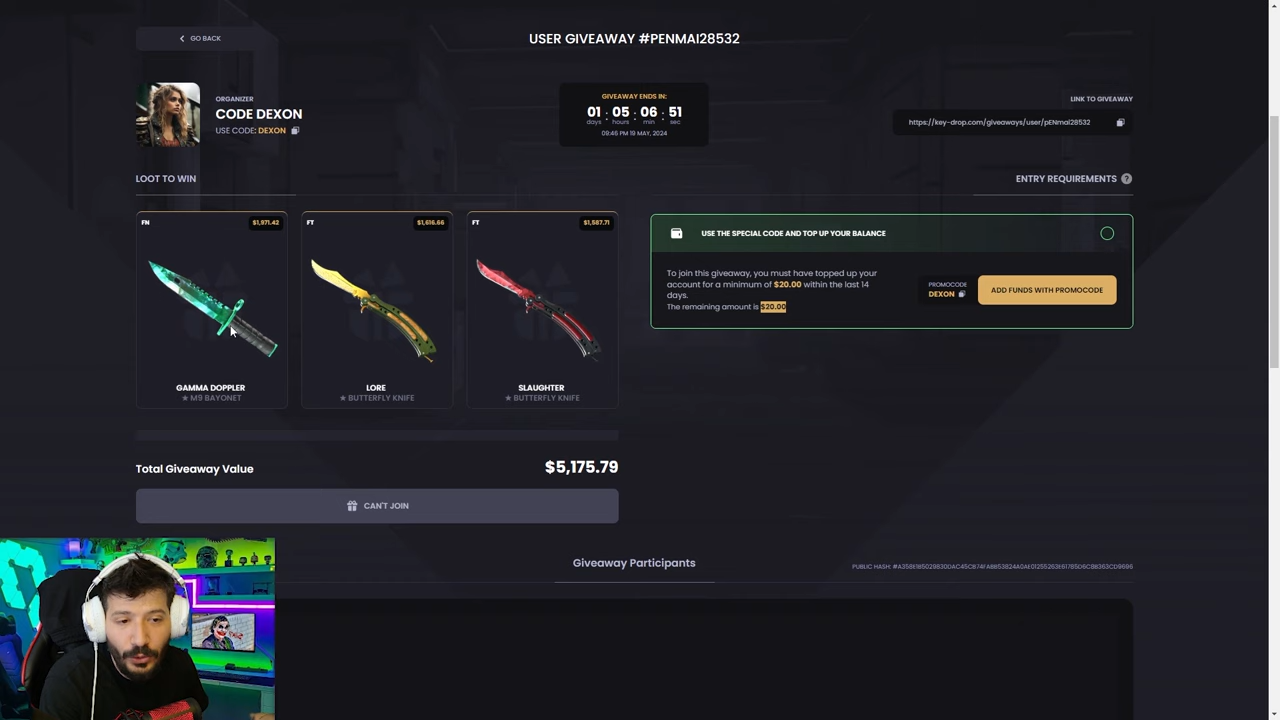 GO BACK
USER GIVEAWAY #PENMAI28532
ORGANIZER
CODE DEXON
USE CODE: DEXON
GIVEAWAY ENDS IN:
01 : 05 : 06 : 51
days hours min sec
09:46 PM 19 MAY, 2024
LINK TO GIVEAWAY
https://key-drop.com/giveaways/user/pENmaI28532
LOOT TO WIN
ENTRY REQUIREMENTS ?
FN $1,971.42
FT $1,616.66
FT $1,587.71
GAMMA DOPPLER
★ M9 BAYONET
LORE
★ BUTTERFLY KNIFE
SLAUGHTER
★ BUTTERFLY KNIFE
USE THE SPECIAL CODE AND TOP UP YOUR BALANCE
To join this giveaway, you must have topped up your
account for a minimum of $20.00 within the last 14
days.
The remaining amount is $20.00
PROMOCODE
DEXON
ADD FUNDS WITH PROMOCODE
Total Giveaway Value $5,175.79
CAN'T JOIN
Giveaway Participants
PUBLIC HASH: